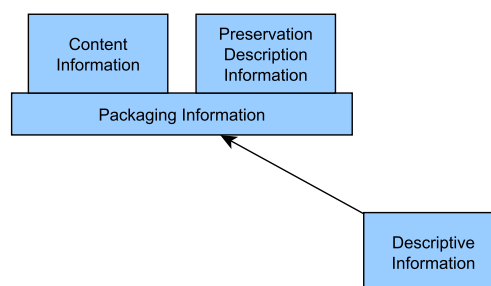 Content
Information
Preservation
Description
Information
Packaging Information
Descriptive
Information